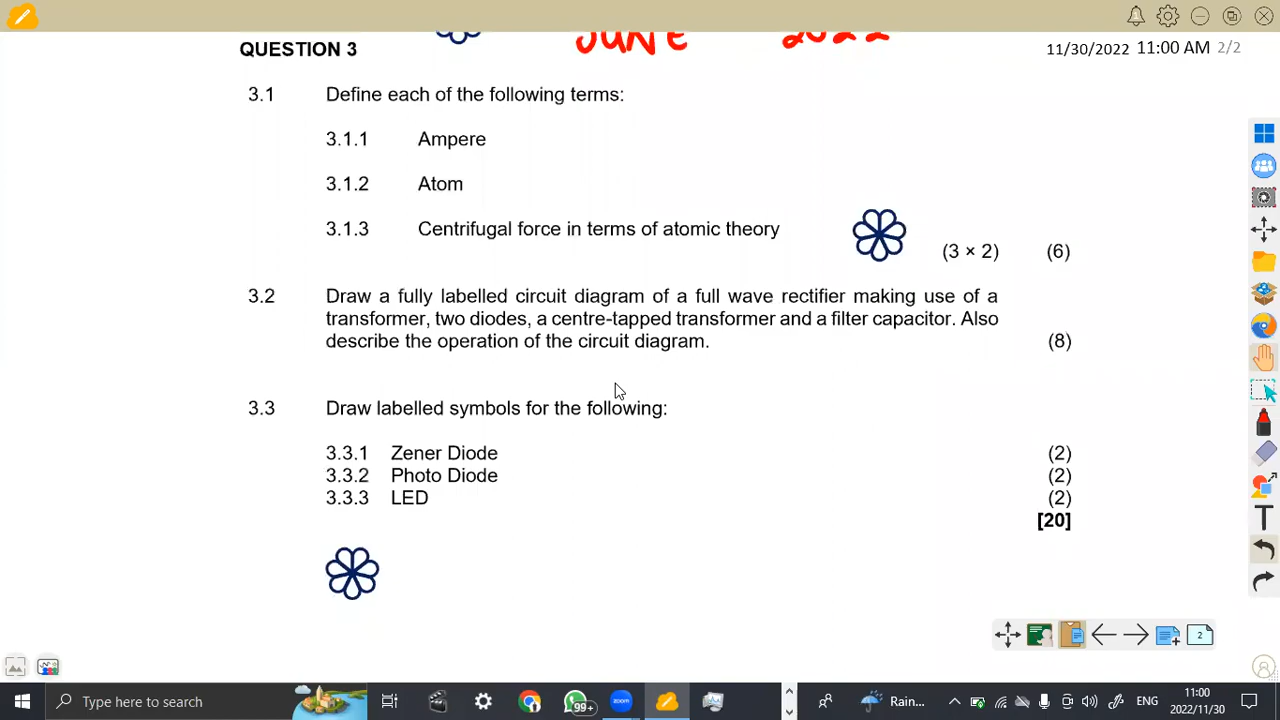 JUNE 2022
QUESTION 3
11/30/2022 11:00 AM 2/2
3.1 Define each of the following terms:
3.1.1 Ampere
3.1.2 Atom
3.1.3 Centrifugal force in terms of atomic theory
(3 × 2) (6)
3.2 Draw a fully labelled circuit diagram of a full wave rectifier making use of a
transformer, two diodes, a centre-tapped transformer and a filter capacitor. Also
describe the operation of the circuit diagram. (8)
3.3 Draw labelled symbols for the following:
3.3.1 Zener Diode (2)
3.3.2 Photo Diode (2)
3.3.3 LED (2)
[20]
T
2
Type here to search
99+
zoom
Rain...
ENG
11:00
2022/11/30